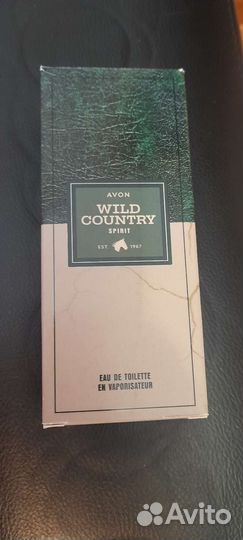 AVON
WILD
COUNTRY
SPIRIT
EST. 1967
EAU DE TOILETTE
EN VAPORISATEUR
Avito